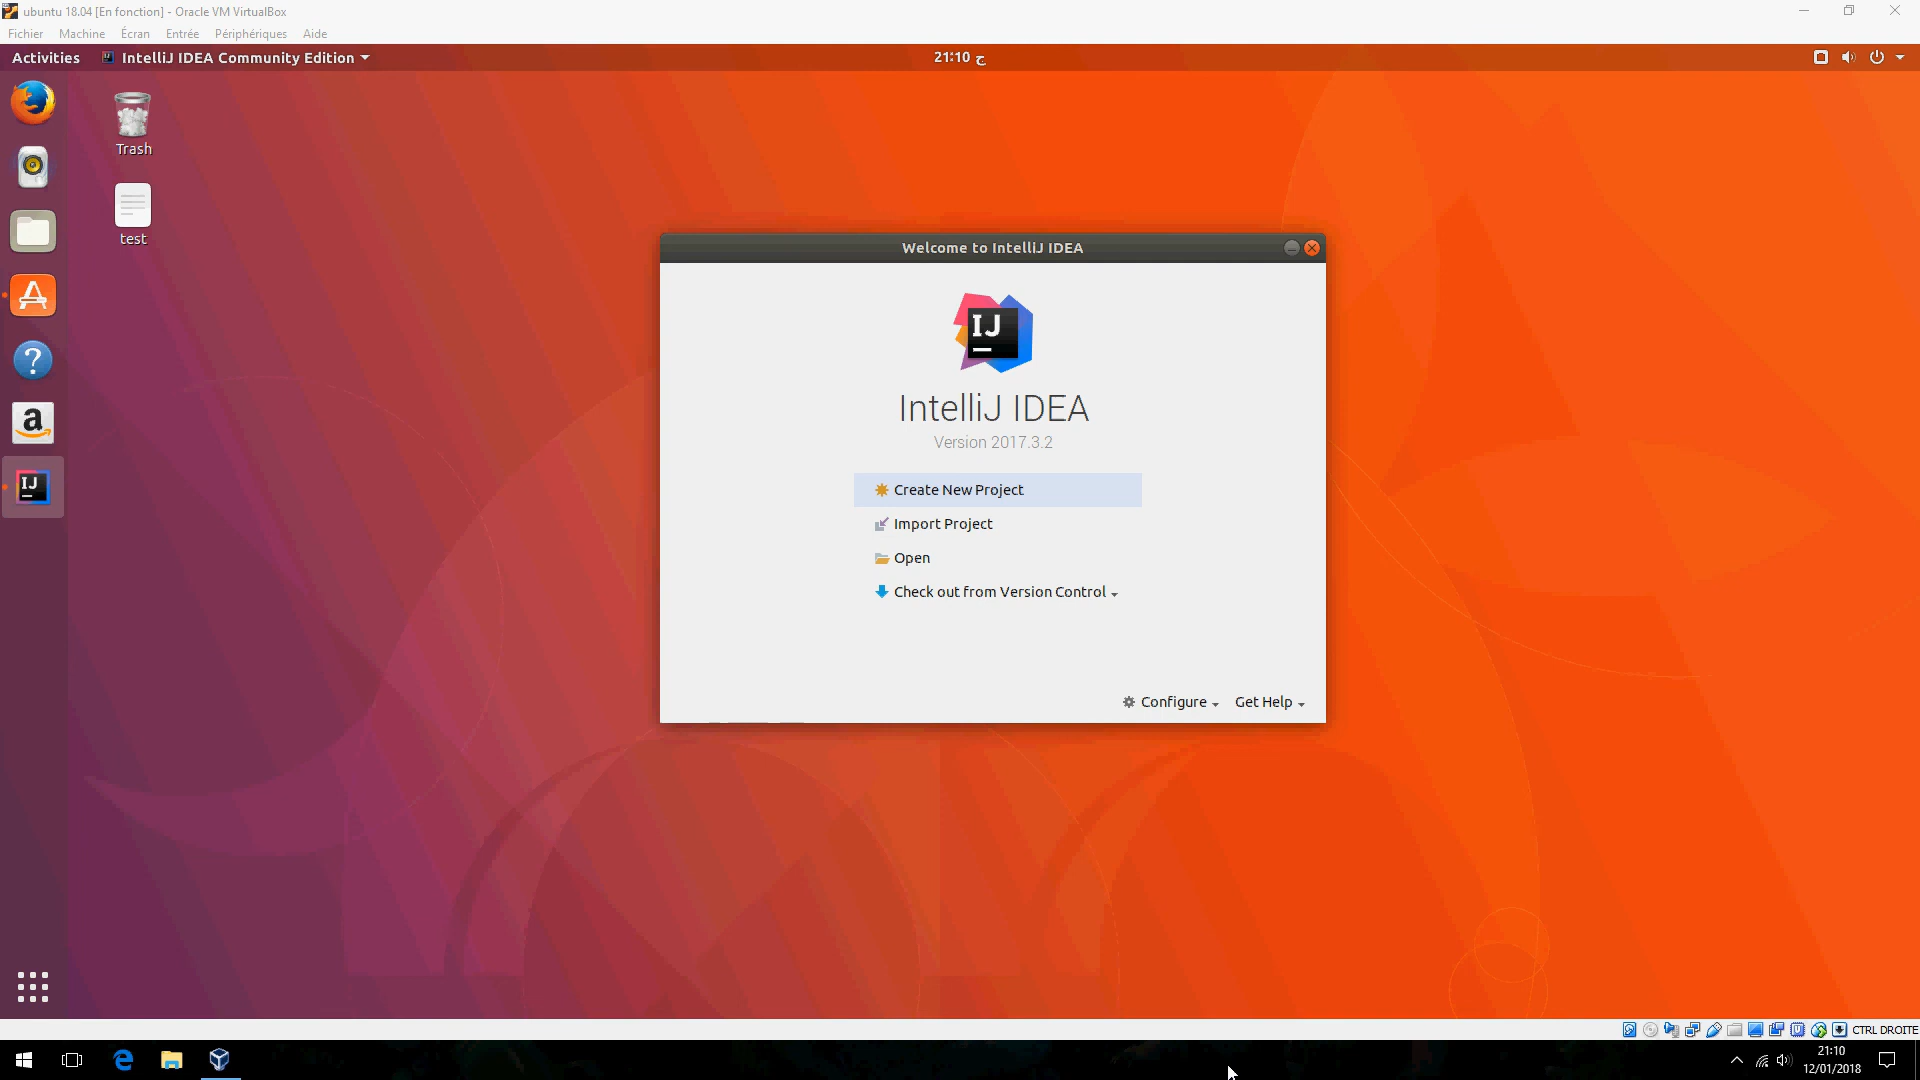 ubuntu 18.04 [En fonction] - Oracle VM VirtualBox
Fichier Machine Écran Entrée Périphériques Aide
Activities IntelliJ IDEA Community Edition 21:10 ج
Trash
test
Welcome to IntelliJ IDEA
IJ
IntelliJ IDEA
Version 2017.3.2
Create New Project
Import Project
Open
Check out from Version Control
Configure Get Help
CTRL DROITE
21:10
12/01/2018